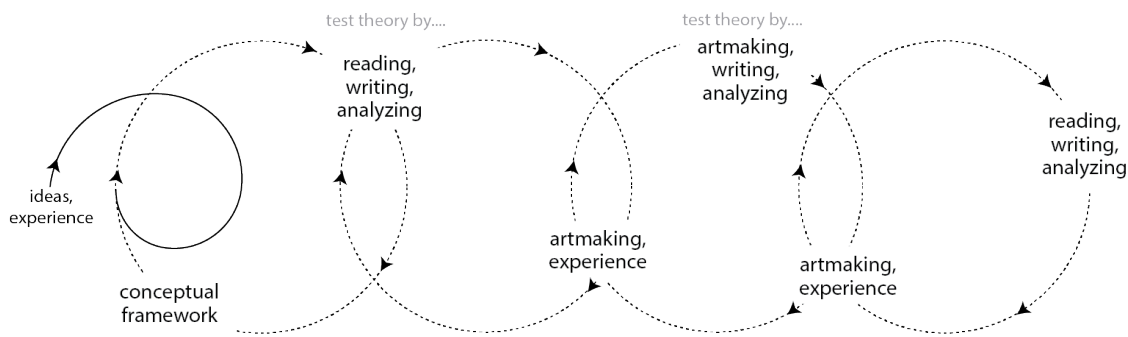 test theory by....
reading,
writing,
analyzing
test theory by....
artmaking,
writing,
analyzing
reading,
writing,
analyzing
ideas,
experience
artmaking,
experience
artmaking,
experience
conceptual
framework